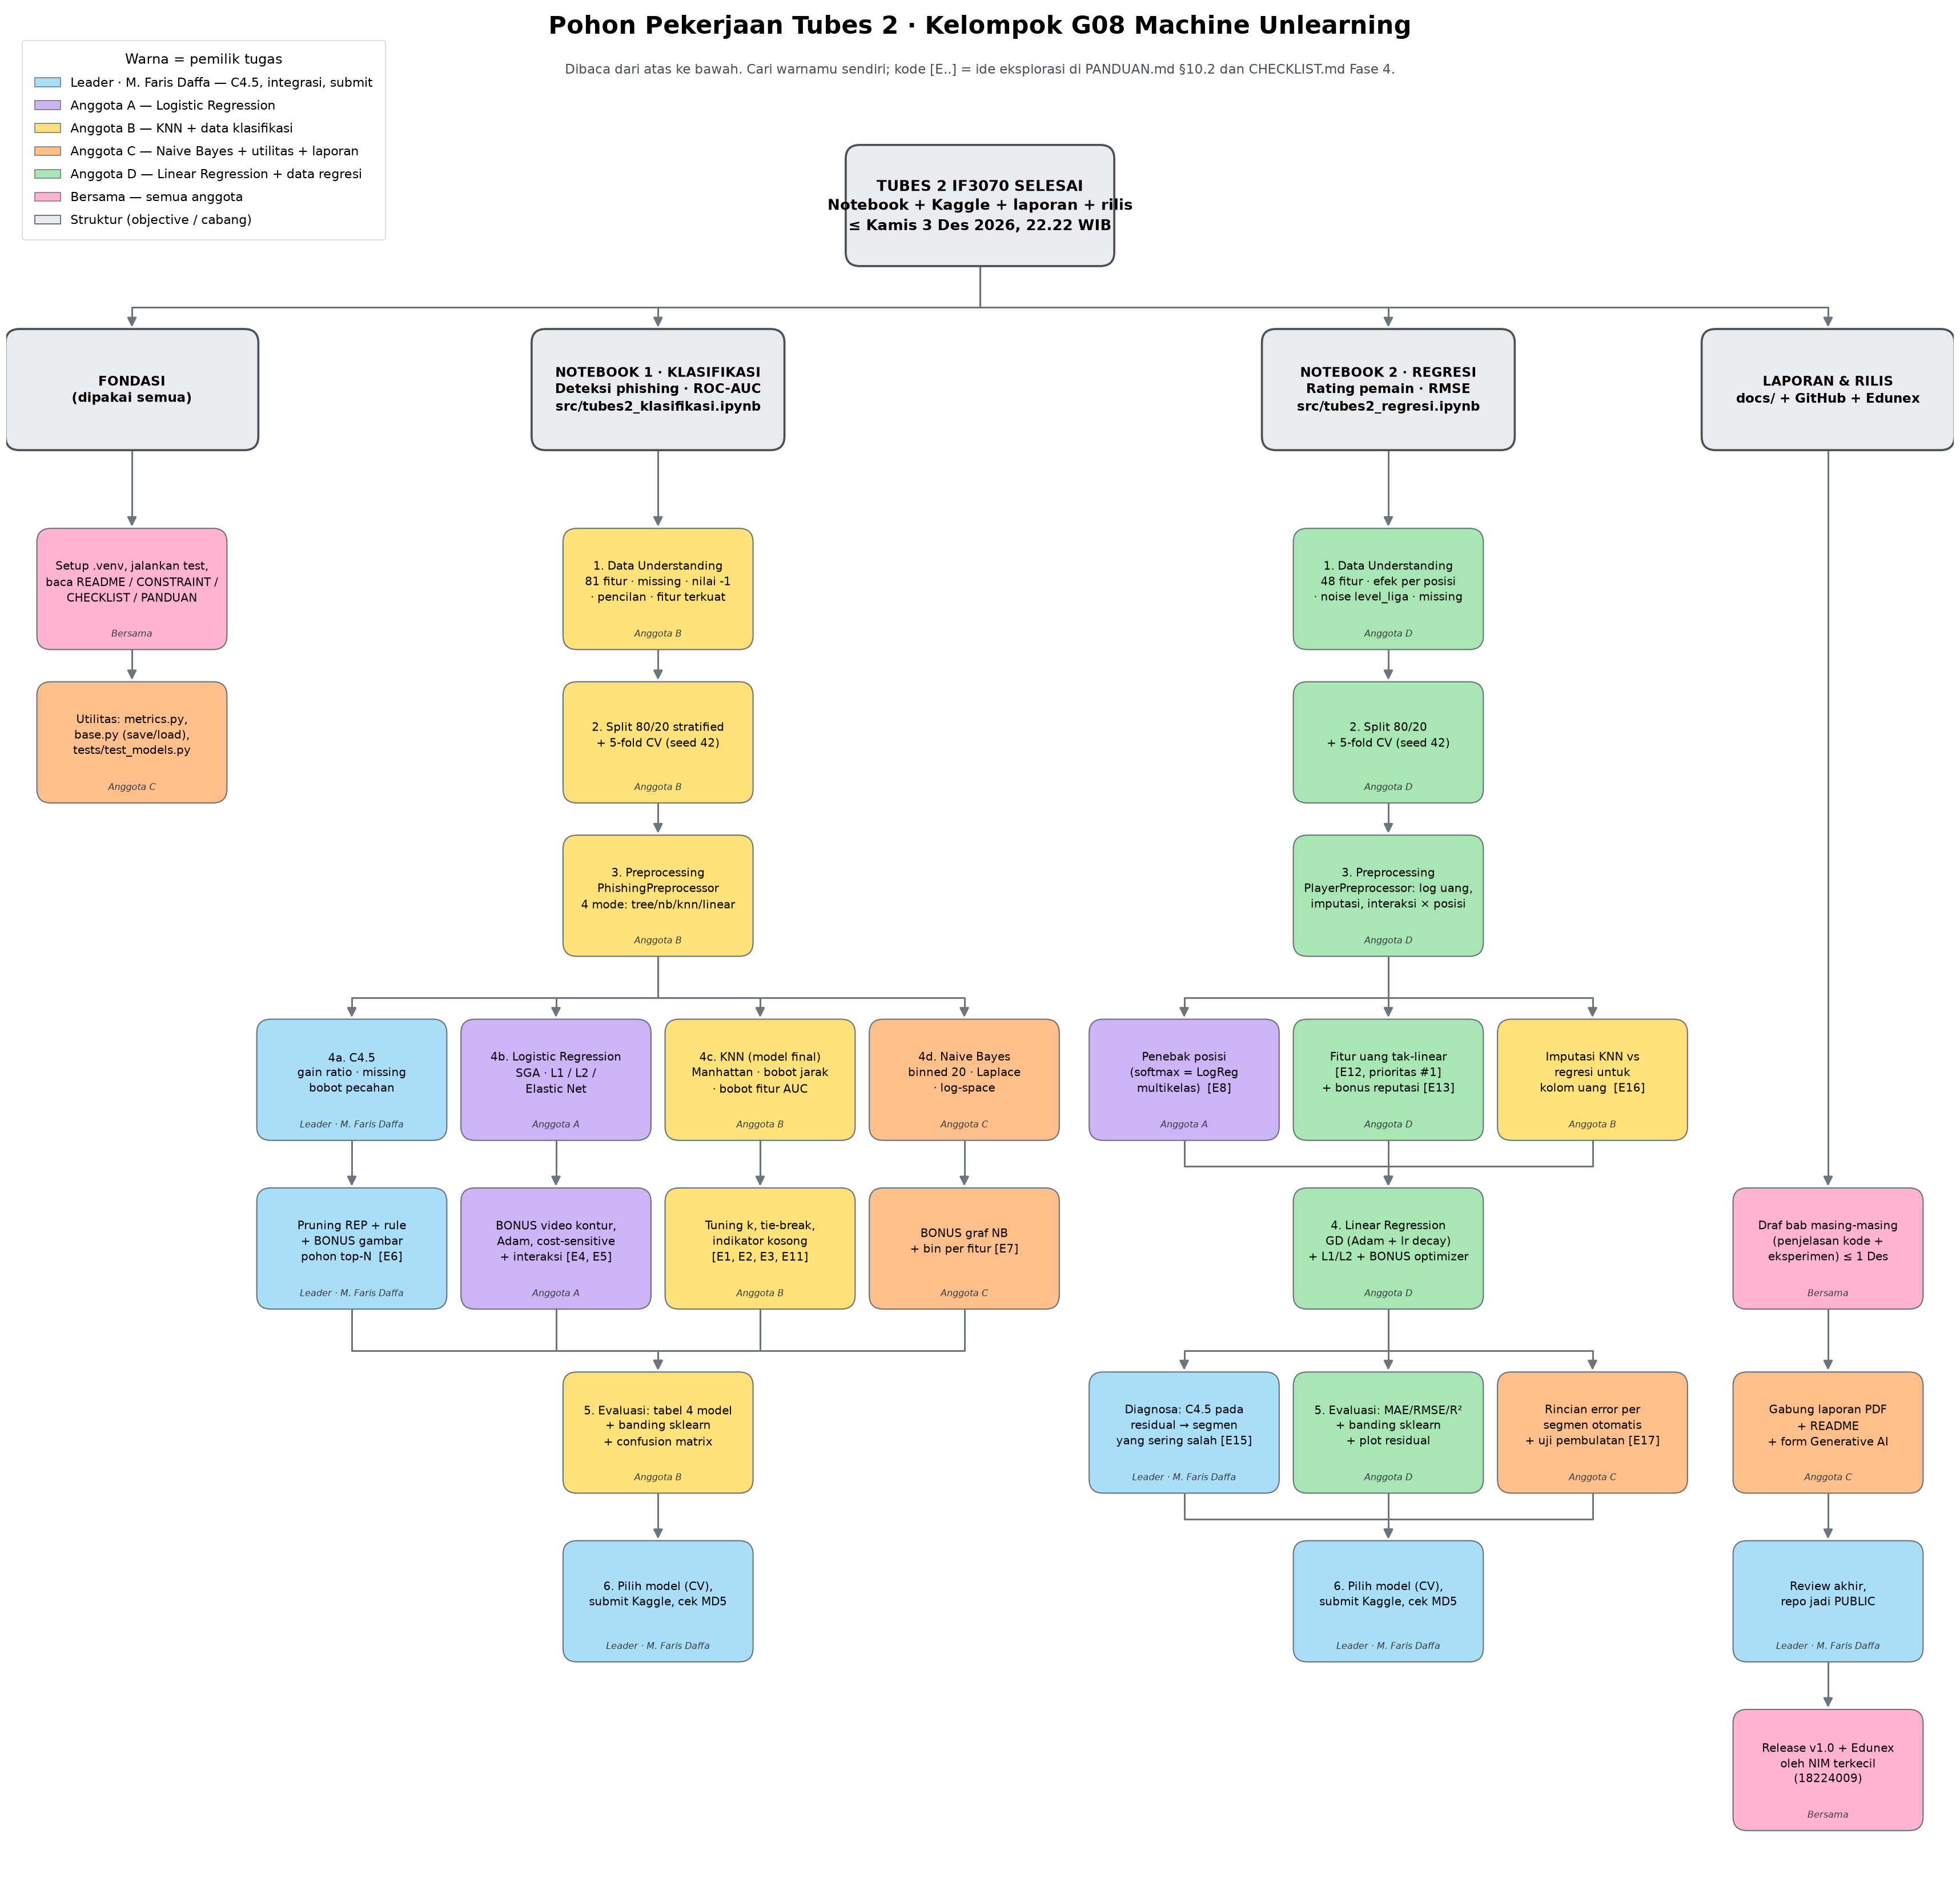 Pohon Pekerjaan Tubes 2 · Kelompok G08 Machine Unlearning
Dibaca dari atas ke bawah. Cari warnamu sendiri; kode [E..] = ide eksplorasi di PANDUAN.md §10.2 dan CHECKLIST.md Fase 4.
Warna = pemilik tugas
Leader · M. Faris Daffa — C4.5, integrasi, submit
Anggota A — Logistic Regression
Anggota B — KNN + data klasifikasi
Anggota C — Naive Bayes + utilitas + laporan
Anggota D — Linear Regression + data regresi
Bersama — semua anggota
Struktur (objective / cabang)
TUBES 2 IF3070 SELESAI
Notebook + Kaggle + laporan + rilis
≤ Kamis 3 Des 2026, 22.22 WIB
FONDASI
(dipakai semua)
NOTEBOOK 1 · KLASIFIKASI
Deteksi phishing · ROC-AUC
src/tubes2_klasifikasi.ipynb
NOTEBOOK 2 · REGRESI
Rating pemain · RMSE
src/tubes2_regresi.ipynb
LAPORAN & RILIS
docs/ + GitHub + Edunex
Setup .venv, jalankan test,
baca README / CONSTRAINT /
CHECKLIST / PANDUAN
Bersama
1. Data Understanding
81 fitur · missing · nilai -1
· pencilan · fitur terkuat
Anggota B
1. Data Understanding
48 fitur · efek per posisi
· noise level_liga · missing
Anggota D
Utilitas: metrics.py,
base.py (save/load),
tests/test_models.py
Anggota C
2. Split 80/20 stratified
+ 5-fold CV (seed 42)
Anggota B
2. Split 80/20
+ 5-fold CV (seed 42)
Anggota D
3. Preprocessing
PhishingPreprocessor
4 mode: tree/nb/knn/linear
Anggota B
3. Preprocessing
PlayerPreprocessor: log uang,
imputasi, interaksi × posisi
Anggota D
4a. C4.5
gain ratio · missing
bobot pecahan
Leader · M. Faris Daffa
4b. Logistic Regression
SGA · L1 / L2 /
Elastic Net
Anggota A
4c. KNN (model final)
Manhattan · bobot jarak
· bobot fitur AUC
Anggota B
4d. Naive Bayes
binned 20 · Laplace
· log-space
Anggota C
Penebak posisi
(softmax = LogReg
multikelas)  [E8]
Anggota A
Fitur uang tak-linear
[E12, prioritas #1]
+ bonus reputasi [E13]
Anggota D
Imputasi KNN vs
regresi untuk
kolom uang  [E16]
Anggota B
Pruning REP + rule
+ BONUS gambar
pohon top-N  [E6]
Leader · M. Faris Daffa
BONUS video kontur,
Adam, cost-sensitive
+ interaksi [E4, E5]
Anggota A
Tuning k, tie-break,
indikator kosong
[E1, E2, E3, E11]
Anggota B
BONUS graf NB
+ bin per fitur [E7]
Anggota C
4. Linear Regression
GD (Adam + lr decay)
+ L1/L2 + BONUS optimizer
Anggota D
Draf bab masing-masing
(penjelasan kode +
eksperimen) ≤ 1 Des
Bersama
5. Evaluasi: tabel 4 model
+ banding sklearn
+ confusion matrix
Anggota B
Diagnosa: C4.5 pada
residual → segmen
yang sering salah [E15]
Leader · M. Faris Daffa
5. Evaluasi: MAE/RMSE/R²
+ banding sklearn
+ plot residual
Anggota D
Rincian error per
segmen otomatis
+ uji pembulatan [E17]
Anggota C
Gabung laporan PDF
+ README
+ form Generative AI
Anggota C
6. Pilih model (CV),
submit Kaggle, cek MD5
Leader · M. Faris Daffa
6. Pilih model (CV),
submit Kaggle, cek MD5
Leader · M. Faris Daffa
Review akhir,
repo jadi PUBLIC
Leader · M. Faris Daffa
Release v1.0 + Edunex
oleh NIM terkecil
(18224009)
Bersama